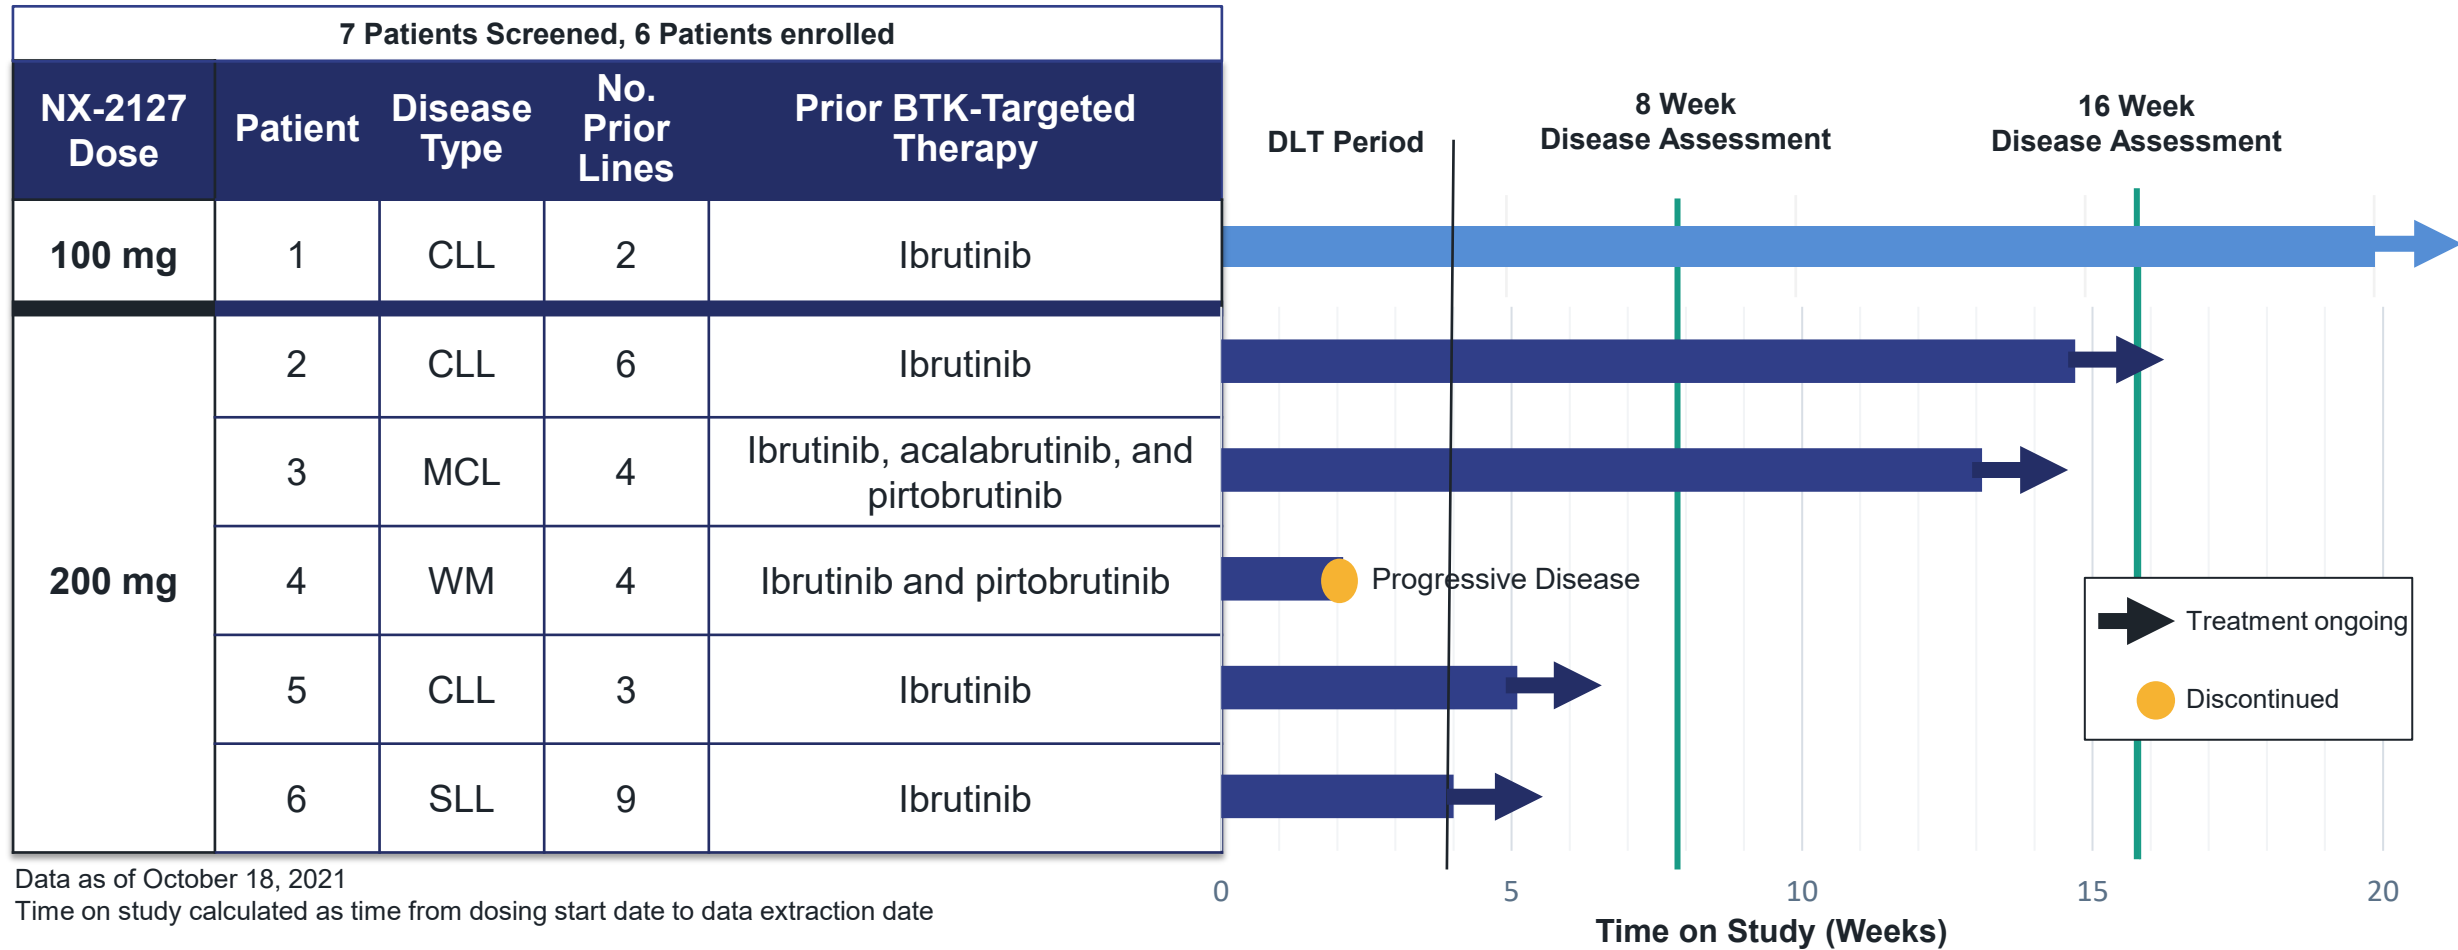 7 Patients Screened, 6 Patients enrolled
NX-2127
Dose
Patient
Disease
Type
No.
Prior
Lines
Prior BTK-Targeted
Therapy
DLT Period
8 Week
Disease Assessment
16 Week
Disease Assessment
100 mg
1
CLL
2
Ibrutinib
200 mg
2
CLL
6
Ibrutinib
3
MCL
4
Ibrutinib, acalabrutinib, and
pirtobrutinib
4
WM
4
Ibrutinib and pirtobrutinib
Progressive Disease
5
CLL
3
Ibrutinib
6
SLL
9
Ibrutinib
Treatment ongoing
Discontinued
0
5
10
15
20
Time on Study (Weeks)
Data as of October 18, 2021
Time on study calculated as time from dosing start date to data extraction date